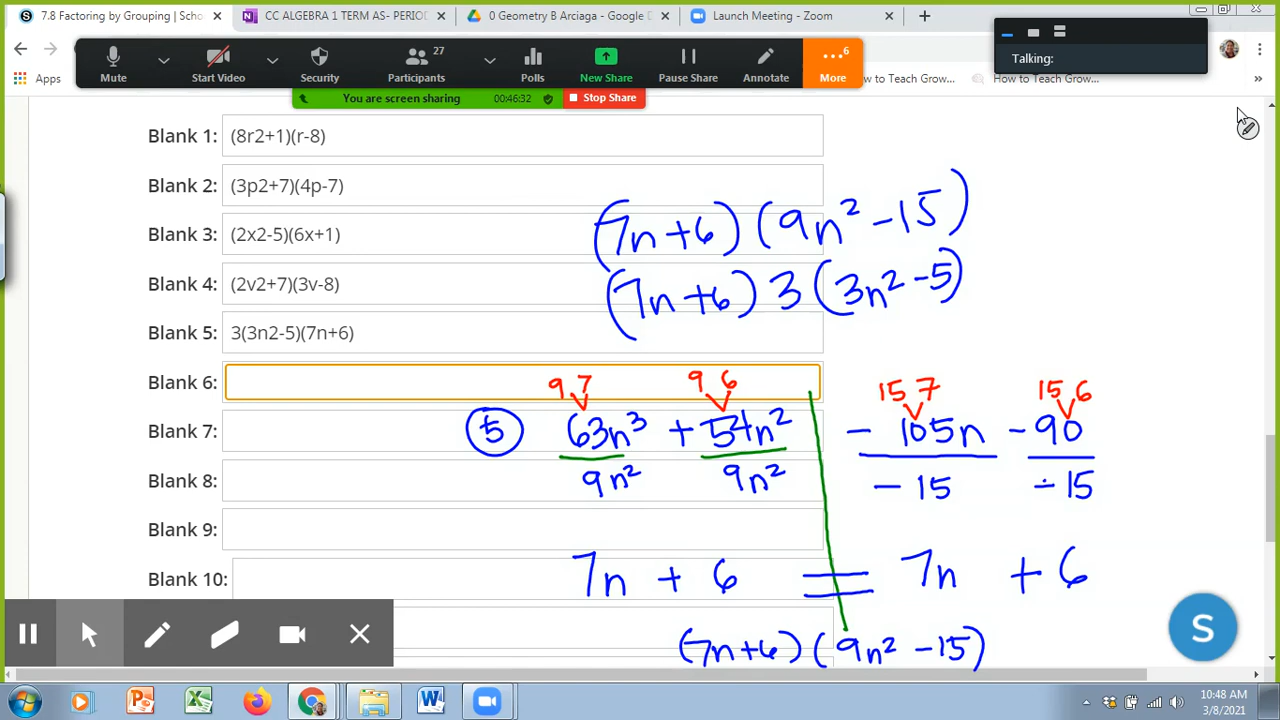 7.8 Factoring by Grouping | Scho
CC ALGEBRA 1 TERM AS- PERIOD
0 Geometry B Arciaga - Google D
Launch Meeting - Zoom
Talking:
Apps
How to Teach Grow...
How to Teach Grow...
Mute
Start Video
27
Participants
Polls
New Share
Pause Share
Annotate
6
More
You are screen sharing
00:46:32
Stop Share
Blank 1: (8r2+1)(r-8)
Blank 2: (3p2+7)(4p-7)
(7n+6)(9n²-15)
Blank 3: (2x2-5)(6x+1)
Blank 4: (2v2+7)(3v-8)
(7n+6)3(3n²-5)
Blank 5: 3(3n2-5)(7n+6)
Blank 6:
9 7 9 6 15 7 15 6
Blank 7:
5 63n³ + 54n² - 105n - 90
Blank 8:
9n² 9n² -15 -15
Blank 9:
Blank 10:
7n + 6 = 7n + 6
(7n+6)(9n²-15)
S
10:48 AM
3/8/2021